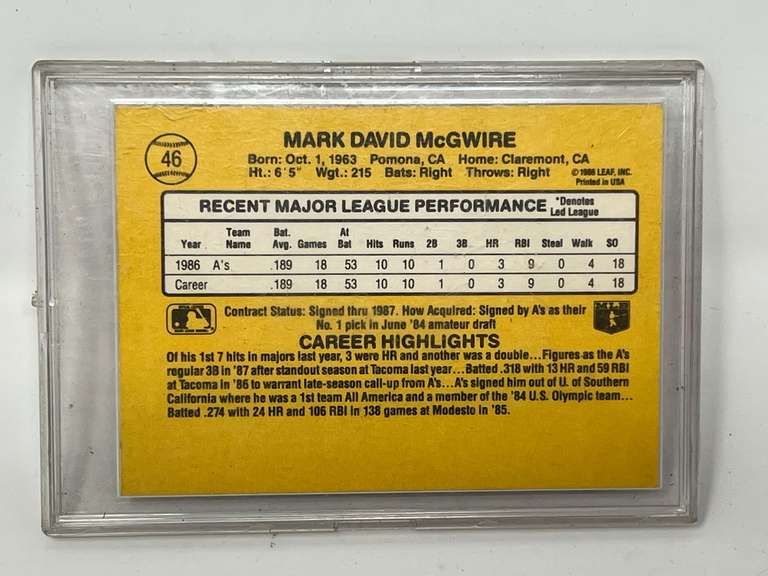 46
MARK DAVID McGWIRE
Born: Oct. 1, 1963 Pomona, CA Home: Claremont, CA
Ht.: 6'5" Wgt.: 215 Bats: Right Throws: Right
©1986 LEAF, INC.
Printed in USA
RECENT MAJOR LEAGUE PERFORMANCE *Denotes Led League
Year Team Name Bat. Avg. Games At Bat Hits Runs 2B 3B HR RBI Steal Walk SO
1986 A's .189 18 53 10 10 1 0 3 9 0 4 18
Career .189 18 53 10 10 1 0 3 9 0 4 18
Contract Status: Signed thru 1987. How Acquired: Signed by A's as their
No. 1 pick in June '84 amateur draft
CAREER HIGHLIGHTS
Of his 1st 7 hits in majors last year, 3 were HR and another was a double...Figures as the A's
regular 3B in '87 after standout season at Tacoma last year...Batted .318 with 13 HR and 59 RBI
at Tacoma in '86 to warrant late-season call-up from A's...A's signed him out of U. of Southern
California where he was a 1st team All America and a member of the '84 U.S. Olympic team...
Batted .274 with 24 HR and 106 RBI in 138 games at Modesto in '85.